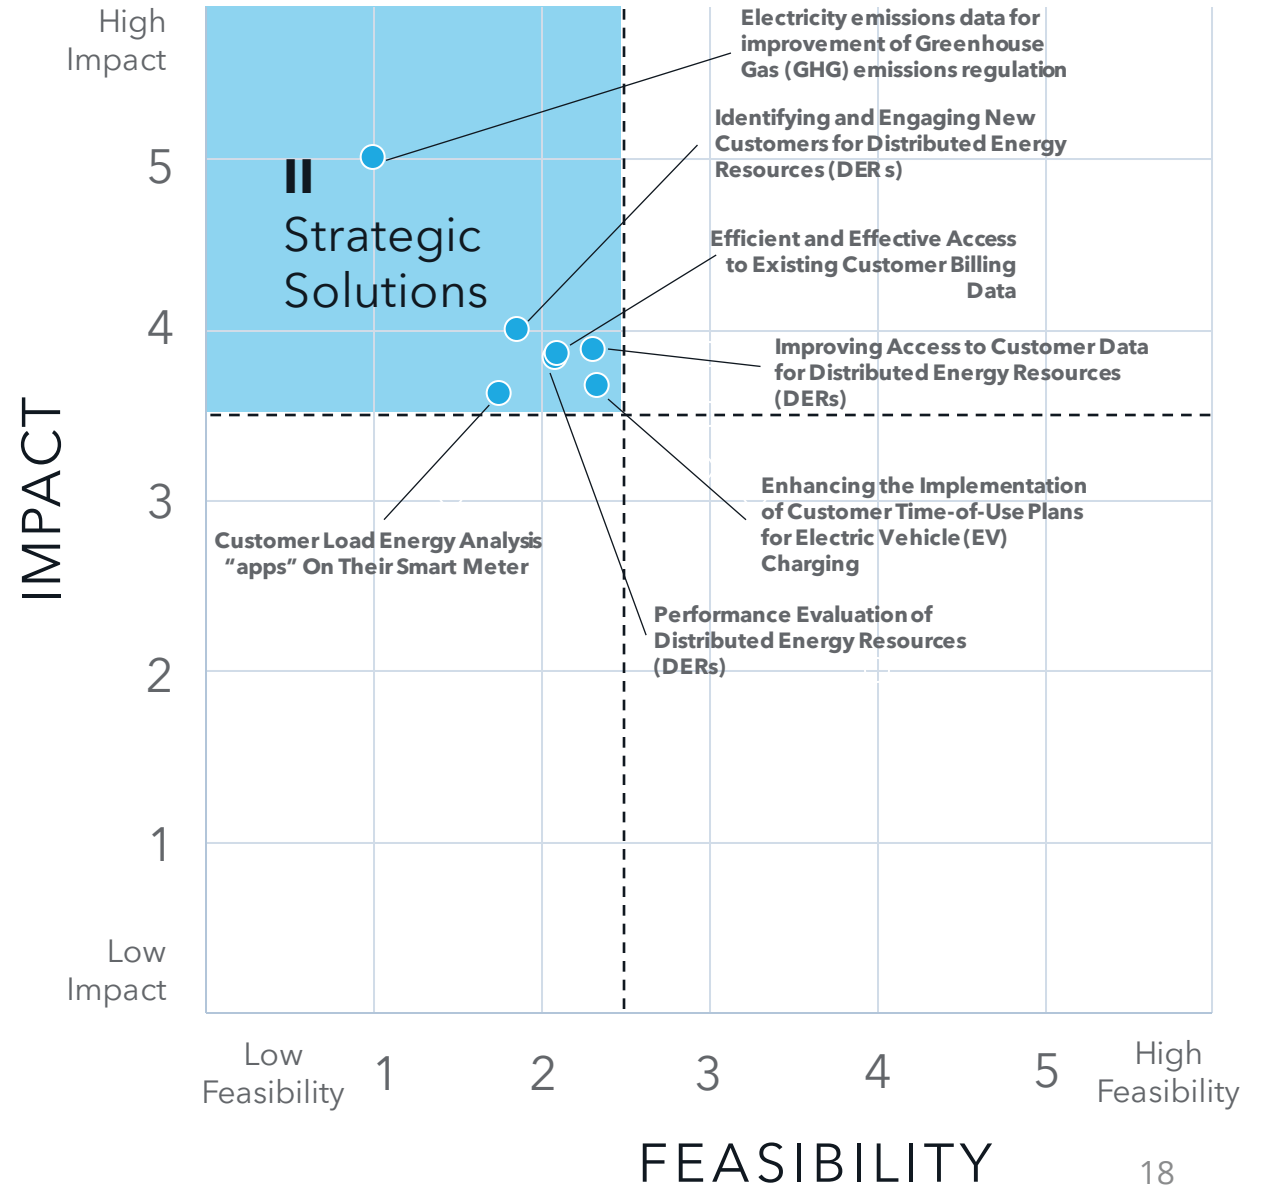 High
Impact
Electricity emissions data for
improvement of Greenhouse
Gas (GHG) emissions regulation
Identifying and Engaging New
Customers for Distributed Energy
Resources (DERs)
5
II
Strategic
Solutions
Efficient and Effective Access
to Existing Customer Billing
Data
4
Improving Access to Customer Data
for Distributed Energy Resources
(DERs)
IMPACT
3
Enhancing the Implementation
of Customer Time-of-Use Plans
for Electric Vehicle (EV)
Charging
Customer Load Energy Analysis
“apps” On Their Smart Meter
Performance Evaluation of
Distributed Energy Resources
(DERs)
2
1
Low
Impact
Low
Feasibility
1
2
3
4
5
High
Feasibility
FEASIBILITY
18